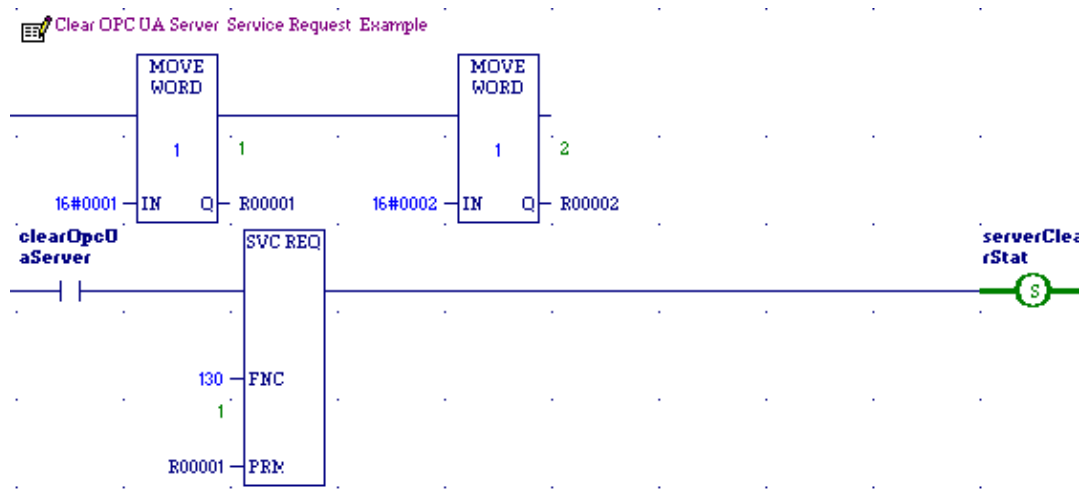 Clear OPC UA Server Service Request Example
MOVE WORD
MOVE WORD
1
1
1
2
16#0001
IN
Q
R00001
16#0002
IN
Q
R00002
clearOpcU
aServer
SVC REQ
serverClea
rStat
S
130
FNC
1
R00001
PRM